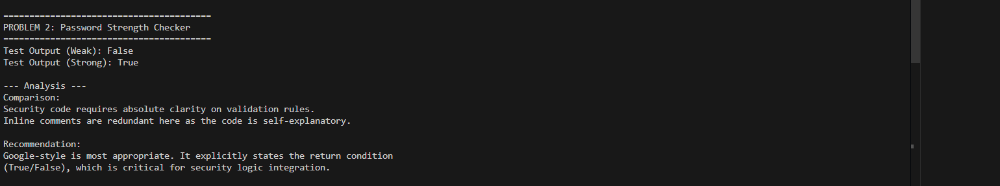 ========================================
PROBLEM 2: Password Strength Checker
========================================
Test Output (Weak): False
Test Output (Strong): True
--- Analysis ---
Comparison:
Security code requires absolute clarity on validation rules.
Inline comments are redundant here as the code is self-explanatory.
Recommendation:
Google-style is most appropriate. It explicitly states the return condition
(True/False), which is critical for security logic integration.